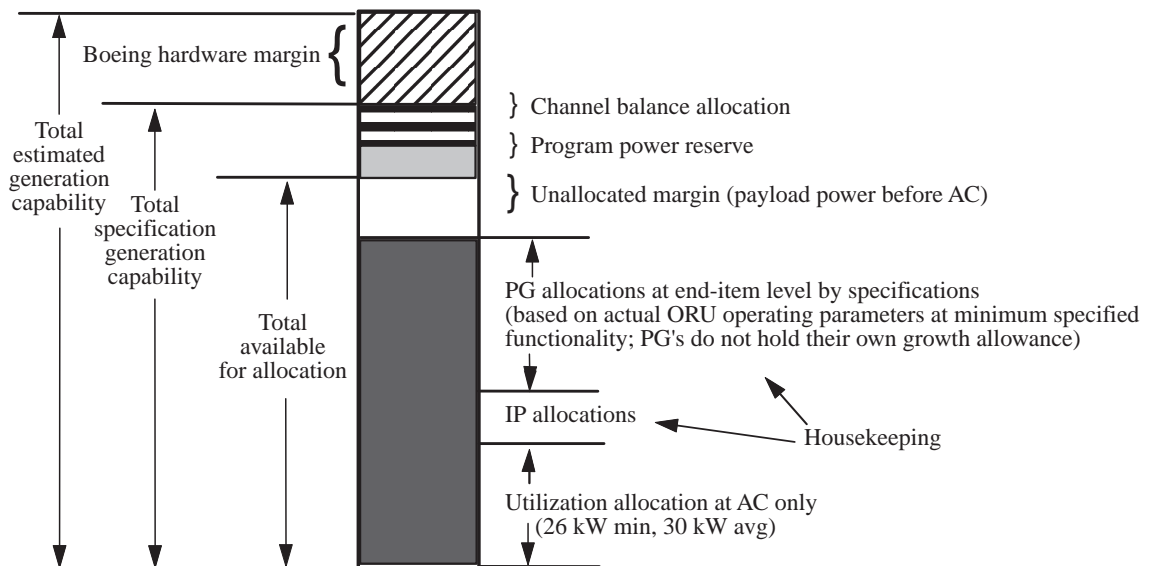 Boeing hardware margin
Channel balance allocation
Program power reserve
Unallocated margin (payload power before AC)
Total
estimated
generation
capability
Total
specification
generation
capability
Total
available
for allocation
PG allocations at end-item level by specifications
(based on actual ORU operating parameters at minimum specified
functionality; PG's do not hold their own growth allowance)
IP allocations
Housekeeping
Utilization allocation at AC only
(26 kW min, 30 kW avg)